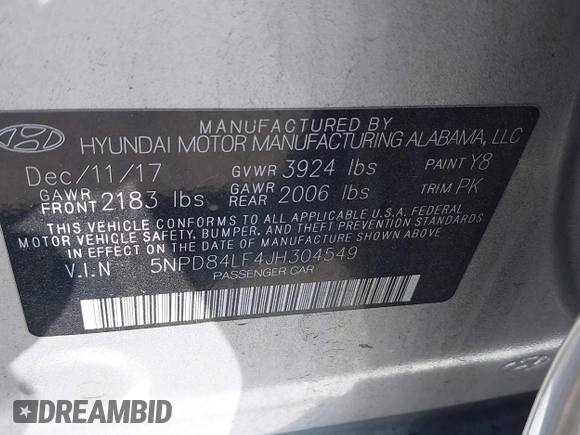 MANUFACTURED BY
HYUNDAI MOTOR MANUFACTURING ALABAMA, LLC
Dec/11/17 GVWR 3924 lbs PAINT Y8
GAWR FRONT 2183 lbs GAWR REAR 2006 lbs TRIM PK
THIS VEHICLE CONFORMS TO ALL APPLICABLE U.S.A. FEDERAL
MOTOR VEHICLE SAFETY, BUMPER, AND THEFT PREVENTION STANDARDS
IN EFFECT ON THE DATE OF MANUFACTURE SHOWN ABOVE.
V.I.N 5NPD84LF4JH304549
PASSENGER CAR
DREAMBID